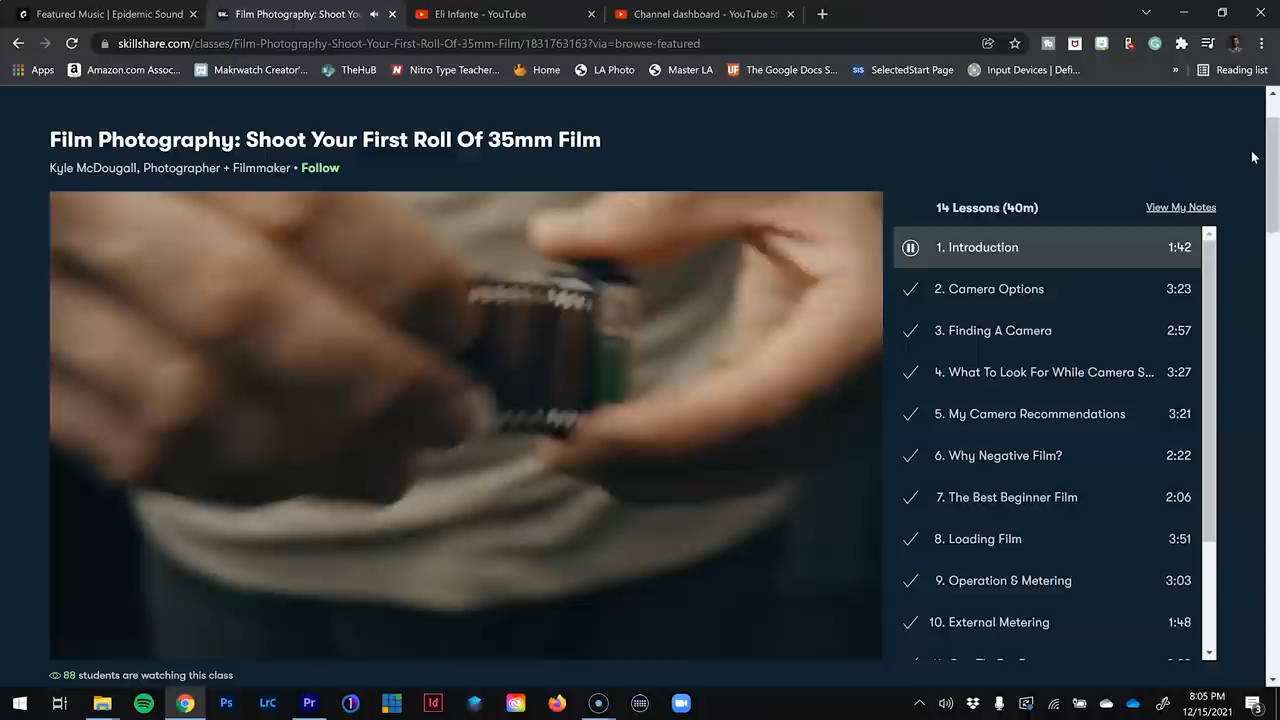 Featured Music | Epidemic Sound
Film Photography: Shoot Yo
Eli Infante - YouTube
Channel dashboard - YouTube S
skillshare.com/classes/Film-Photography-Shoot-Your-First-Roll-Of-35mm-Film/1831763163?via=browse-featured
Apps
Amazon.com Assoc...
Makrwatch Creator'...
TheHub
Nitro Type Teacher...
Home
LA Photo
Master LA
The Google Docs S...
SelectedStart Page
Input Devices | Defi...
»
Reading list
Film Photography: Shoot Your First Roll Of 35mm Film
Kyle McDougall, Photographer + Filmmaker • Follow
14 Lessons (40m)
View My Notes
1. Introduction 1:42
2. Camera Options 3:23
3. Finding A Camera 2:57
4. What To Look For While Camera S... 3:27
5. My Camera Recommendations 3:21
6. Why Negative Film? 2:22
7. The Best Beginner Film 2:06
8. Loading Film 3:51
9. Operation & Metering 3:03
10. External Metering 1:48
88 students are watching this class
Ps
LrC
Pr
Id
8:05 PM
12/15/2021
3